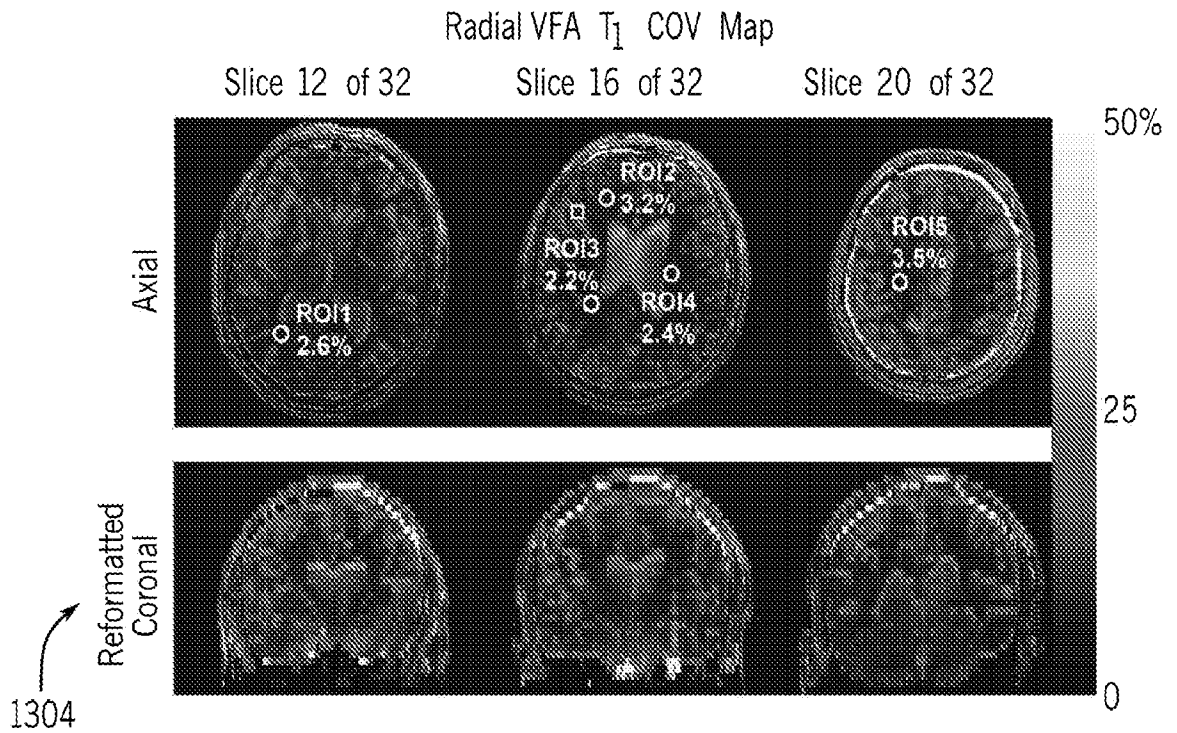 Radial VFA T1 COV Map
Slice 12 of 32
Slice 16 of 32
Slice 20 of 32
50%
Axial
ROI1
2.6%
ROI2
3.2%
ROI3
2.2%
ROI4
2.4%
ROI5
3.5%
25
Reformatted
Coronal
0
1304